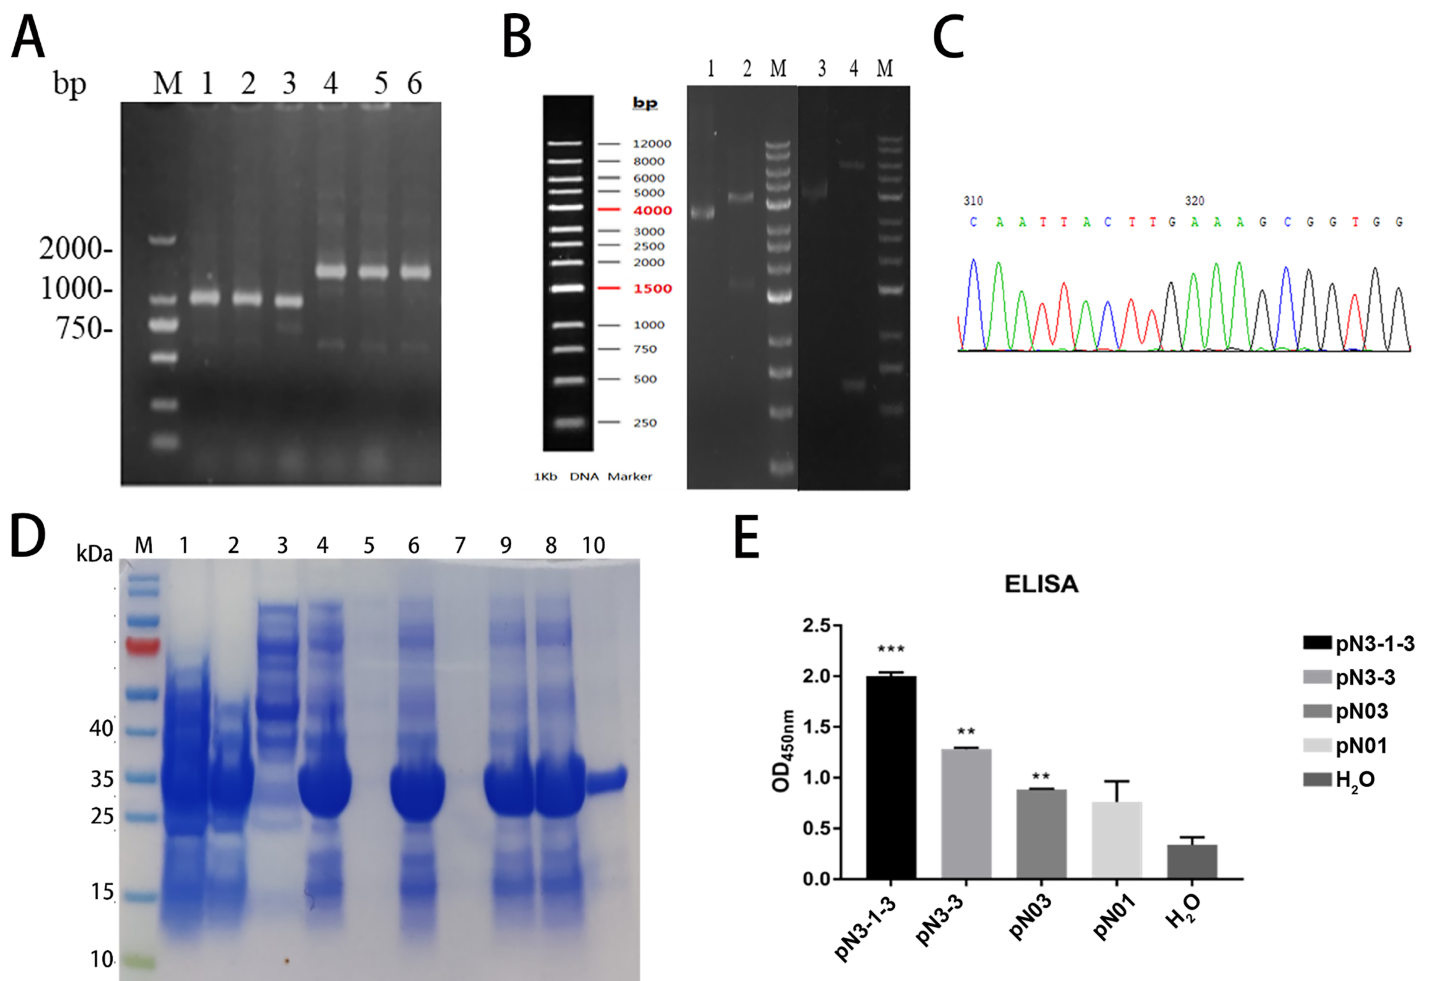 A
bp M 1 2 3 4 5 6
2000-
1000-
750-
B
1 2 M 3 4 M
bp
12000
8000
6000
5000
4000
3000
2500
2000
1500
1000
750
500
250
1Kb DNA Marker
C
310 320
C A A T T A C T T G A A A G C G G T G G
D
kDa M 1 2 3 4 5 6 7 9 8 10
40
35
25
15
10
E
ELISA
OD450nm
2.5
2.0
1.5
1.0
0.5
0.0
***
**
**
pN3-1-3
pN3-3
pN03
pN01
H2O
pN3-1-3
pN3-3
pN03
pN01
H2O